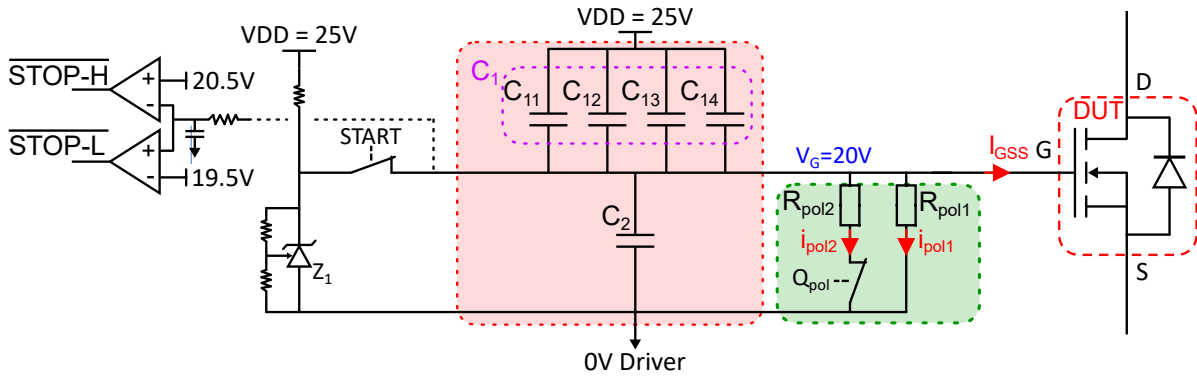 VDD = 25V
VDD = 25V
STOP-H
+
-
20.5V
STOP-L
+
-
19.5V
START
C1
C11
C12
C13
C14
C2
VG=20V
Rpol2
Rpol1
ipol2
ipol1
Qpol
Z1
0V Driver
IGSS
G
DUT
D
S